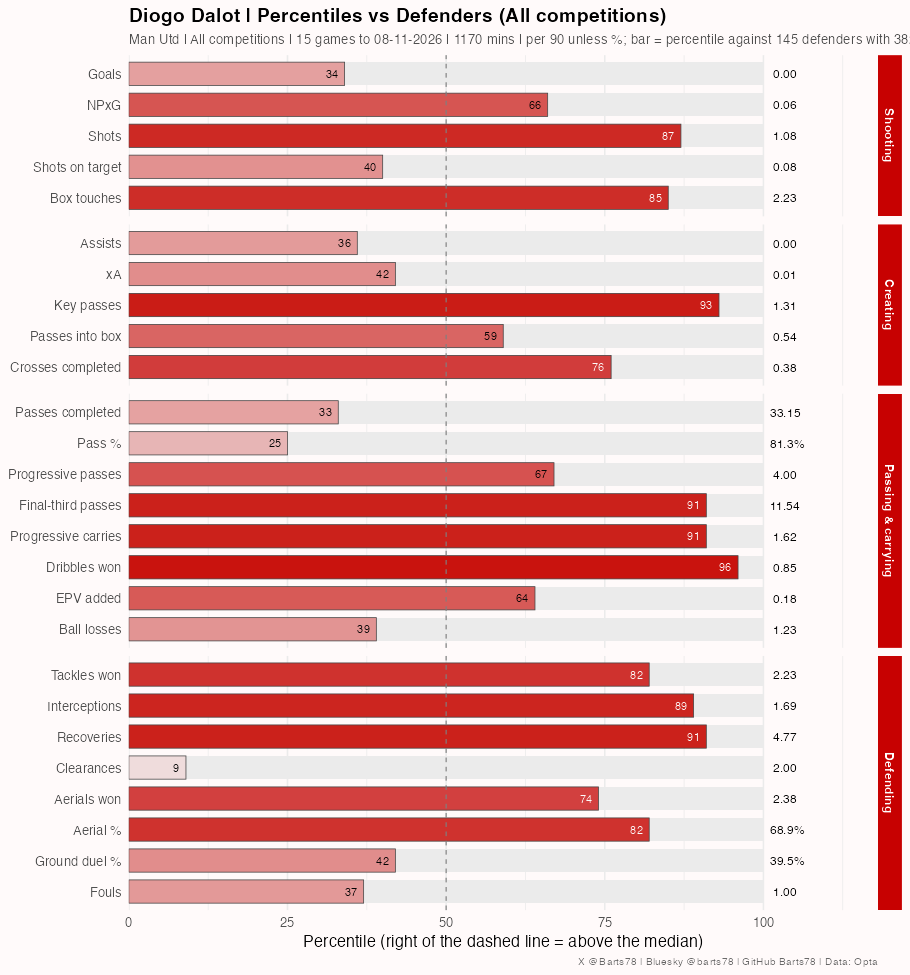 Diogo Dalot | Percentiles vs Defenders (All competitions)
Man Utd | All competitions | 15 games to 08-11-2026 | 1170 mins | per 90 unless %; bar = percentile against 145 defenders with 38
Goals 34 0.00
NPxG 66 0.06
Shots 87 1.08
Shots on target 40 0.08
Box touches 85 2.23
Shooting
Assists 36 0.00
xA 42 0.01
Key passes 93 1.31
Passes into box 59 0.54
Crosses completed 76 0.38
Creating
Passes completed 33 33.15
Pass % 25 81.3%
Progressive passes 67 4.00
Final-third passes 91 11.54
Progressive carries 91 1.62
Dribbles won 96 0.85
EPV added 64 0.18
Ball losses 39 1.23
Passing & carrying
Tackles won 82 2.23
Interceptions 89 1.69
Recoveries 91 4.77
Clearances 9 2.00
Aerials won 74 2.38
Aerial % 82 68.9%
Ground duel % 42 39.5%
Fouls 37 1.00
Defending
0 25 50 75 100
Percentile (right of the dashed line = above the median)
X @Barts78 | Bluesky @barts78 | GitHub Barts78 | Data: Opta